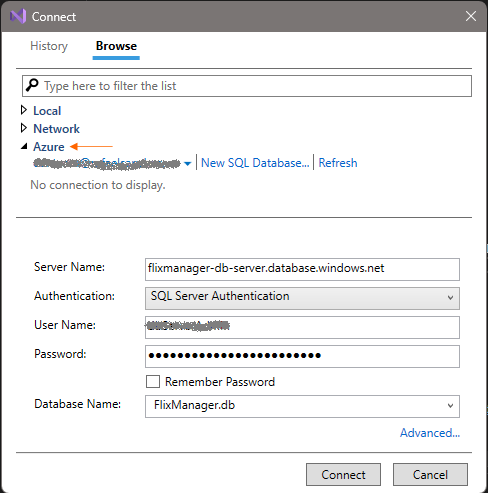 Connect
History Browse
Type here to filter the list
Local
Network
Azure
New SQL Database... Refresh
No connection to display.
Server Name: flixmanager-db-server.database.windows.net
Authentication: SQL Server Authentication
User Name:
Password: ●●●●●●●●●●●●●●●●●●●●●●●●
Remember Password
Database Name: FlixManager.db
Advanced...
Connect Cancel